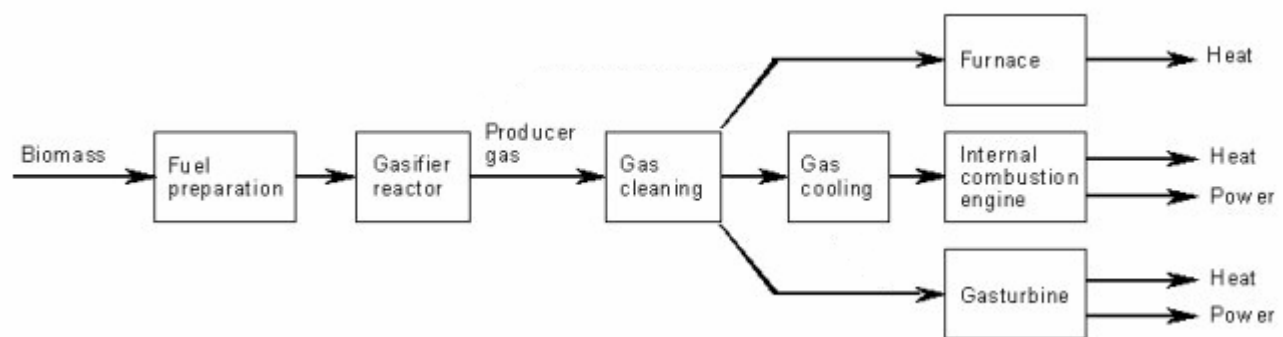 Biomass
Fuel
preparation
Gasifier
reactor
Producer
gas
Gas
cleaning
Furnace
Heat
Gas
cooling
Internal
combustion
engine
Heat
Power
Gasturbine
Heat
Power